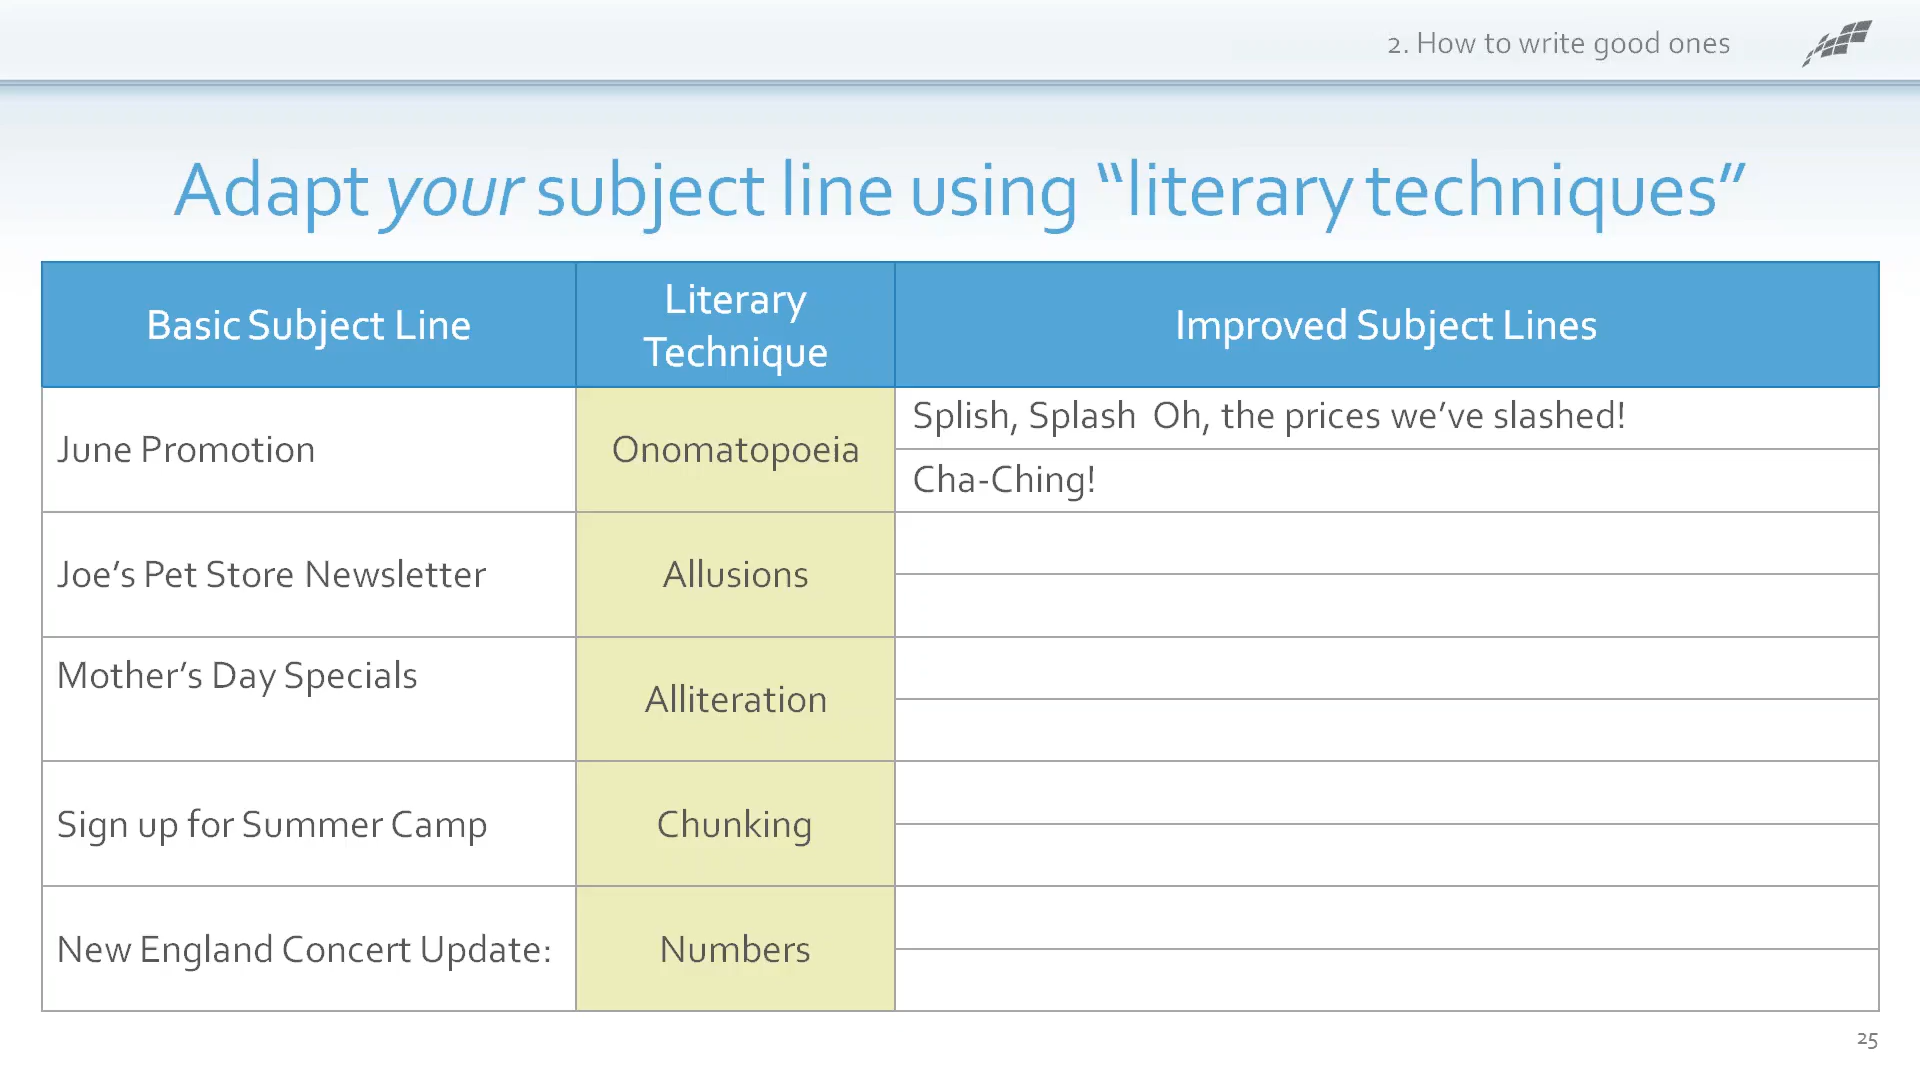 2. How to write good ones
Adapt your subject line using “literary techniques”
Basic Subject Line
Literary
Technique
Improved Subject Lines
June Promotion
Onomatopoeia
Splish, Splash  Oh, the prices we’ve slashed!
Cha-Ching!
Joe’s Pet Store Newsletter
Allusions
Mother’s Day Specials
Alliteration
Sign up for Summer Camp
Chunking
New England Concert Update:
Numbers
25